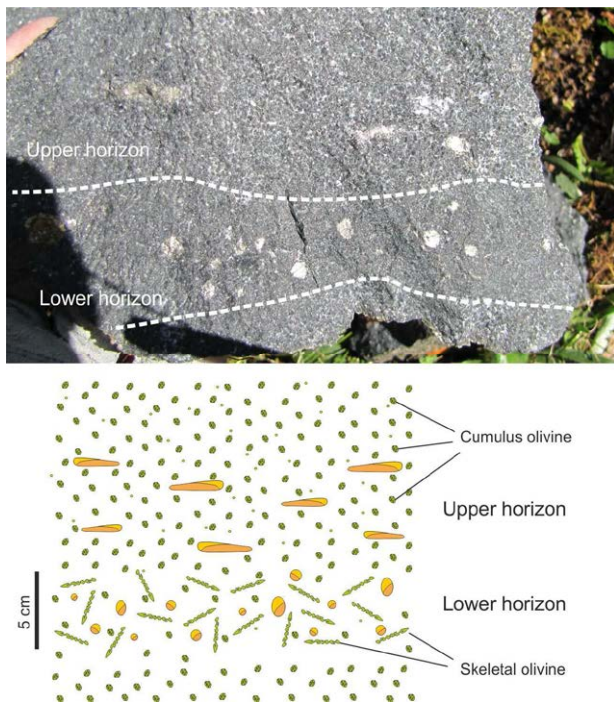 Upper horizon
Lower horizon
Cumulus olivine
Upper horizon
5 cm
Lower horizon
Skeletal olivine